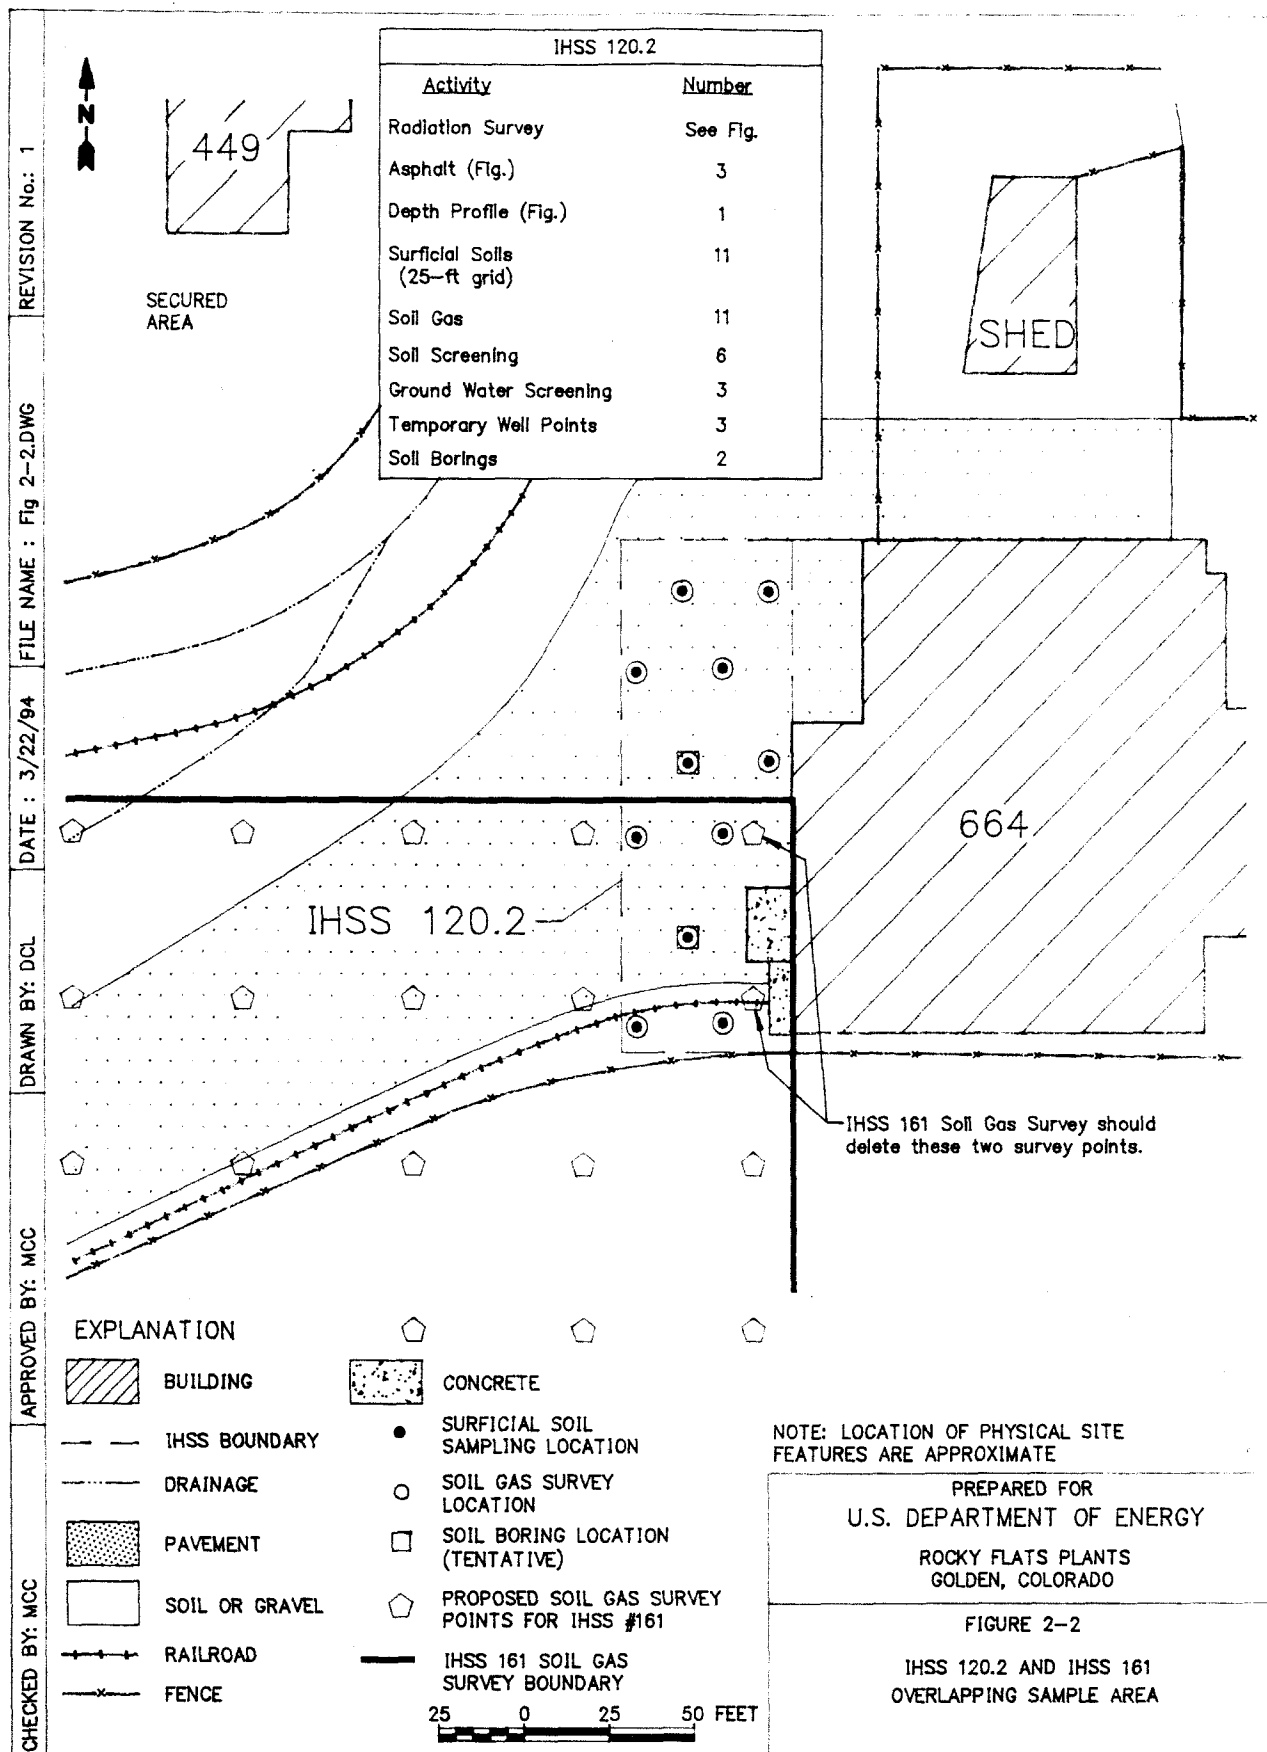 IHSS 120.2
Activity Number
Radiation Survey See Fig.
Asphalt (Fig.) 3
Depth Profile (Fig.) 1
Surficial Soils 11
(25-ft grid)
Soil Gas 11
Soil Screening 6
Ground Water Screening 3
Temporary Well Points 3
Soil Borings 2
N
449
SECURED
AREA
SHED
664
IHSS 120.2
IHSS 161 Soil Gas Survey should
delete these two survey points.
EXPLANATION
BUILDING
IHSS BOUNDARY
DRAINAGE
PAVEMENT
SOIL OR GRAVEL
RAILROAD
FENCE
CONCRETE
SURFICIAL SOIL
SAMPLING LOCATION
SOIL GAS SURVEY
LOCATION
SOIL BORING LOCATION
(TENTATIVE)
PROPOSED SOIL GAS SURVEY
POINTS FOR IHSS #161
IHSS 161 SOIL GAS
SURVEY BOUNDARY
25 0 25 50 FEET
NOTE: LOCATION OF PHYSICAL SITE
FEATURES ARE APPROXIMATE
PREPARED FOR
U.S. DEPARTMENT OF ENERGY
ROCKY FLATS PLANTS
GOLDEN, COLORADO
FIGURE 2-2
IHSS 120.2 AND IHSS 161
OVERLAPPING SAMPLE AREA
CHECKED BY: MCC
APPROVED BY: MCC
DRAWN BY: DCL
DATE : 3/22/94
FILE NAME : Fig 2-2.DWG
REVISION No.: 1